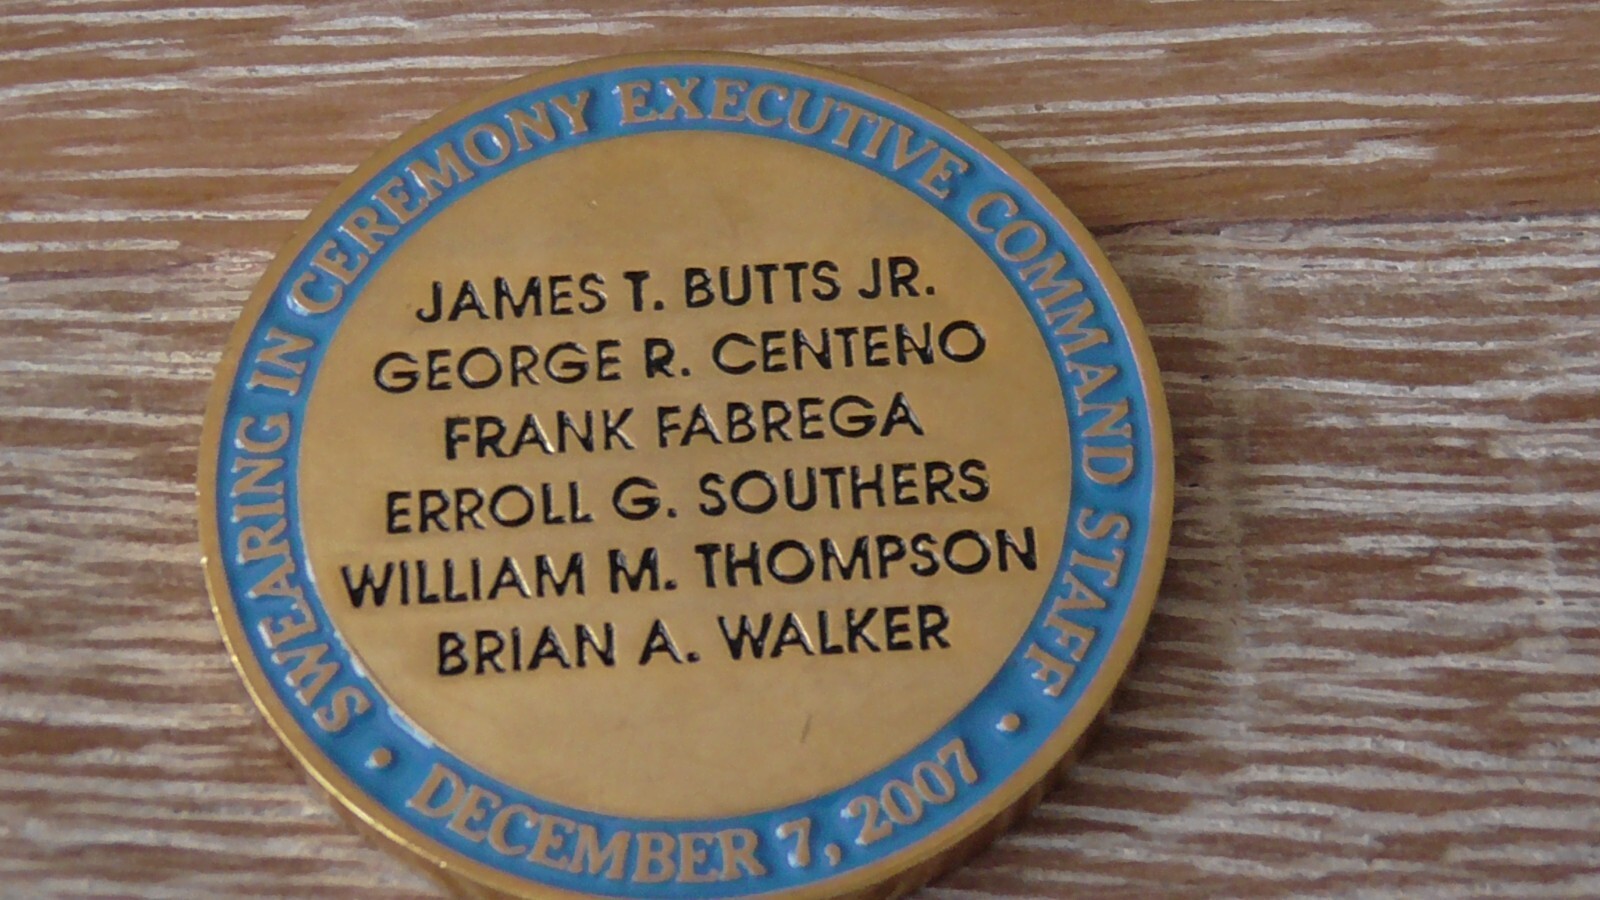 SWEARING IN CEREMONY EXECUTIVE COMMAND STAFF
JAMES T. BUTTS JR.
GEORGE R. CENTENO
FRANK FABREGA
ERROLL G. SOUTHERS
WILLIAM M. THOMPSON
BRIAN A. WALKER
• DECEMBER 7, 2007 •